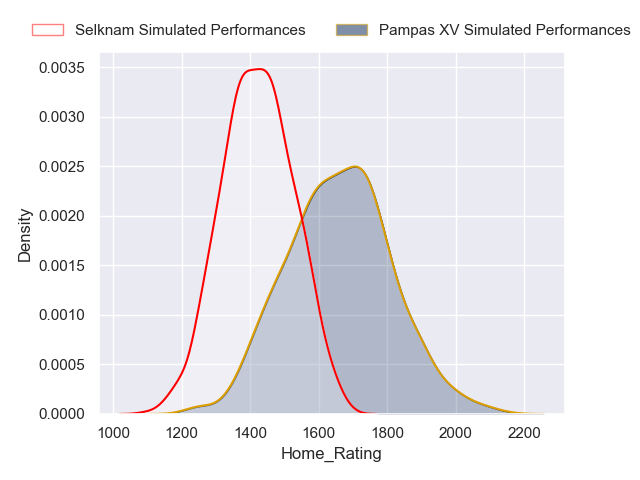 Selknam Simulated Performances
Pampas XV Simulated Performances
0.0035
0.0030
0.0025
0.0020
0.0015
0.0010
0.0005
0.0000
Density
1000 1200 1400 1600 1800 2000 2200
Home_Rating